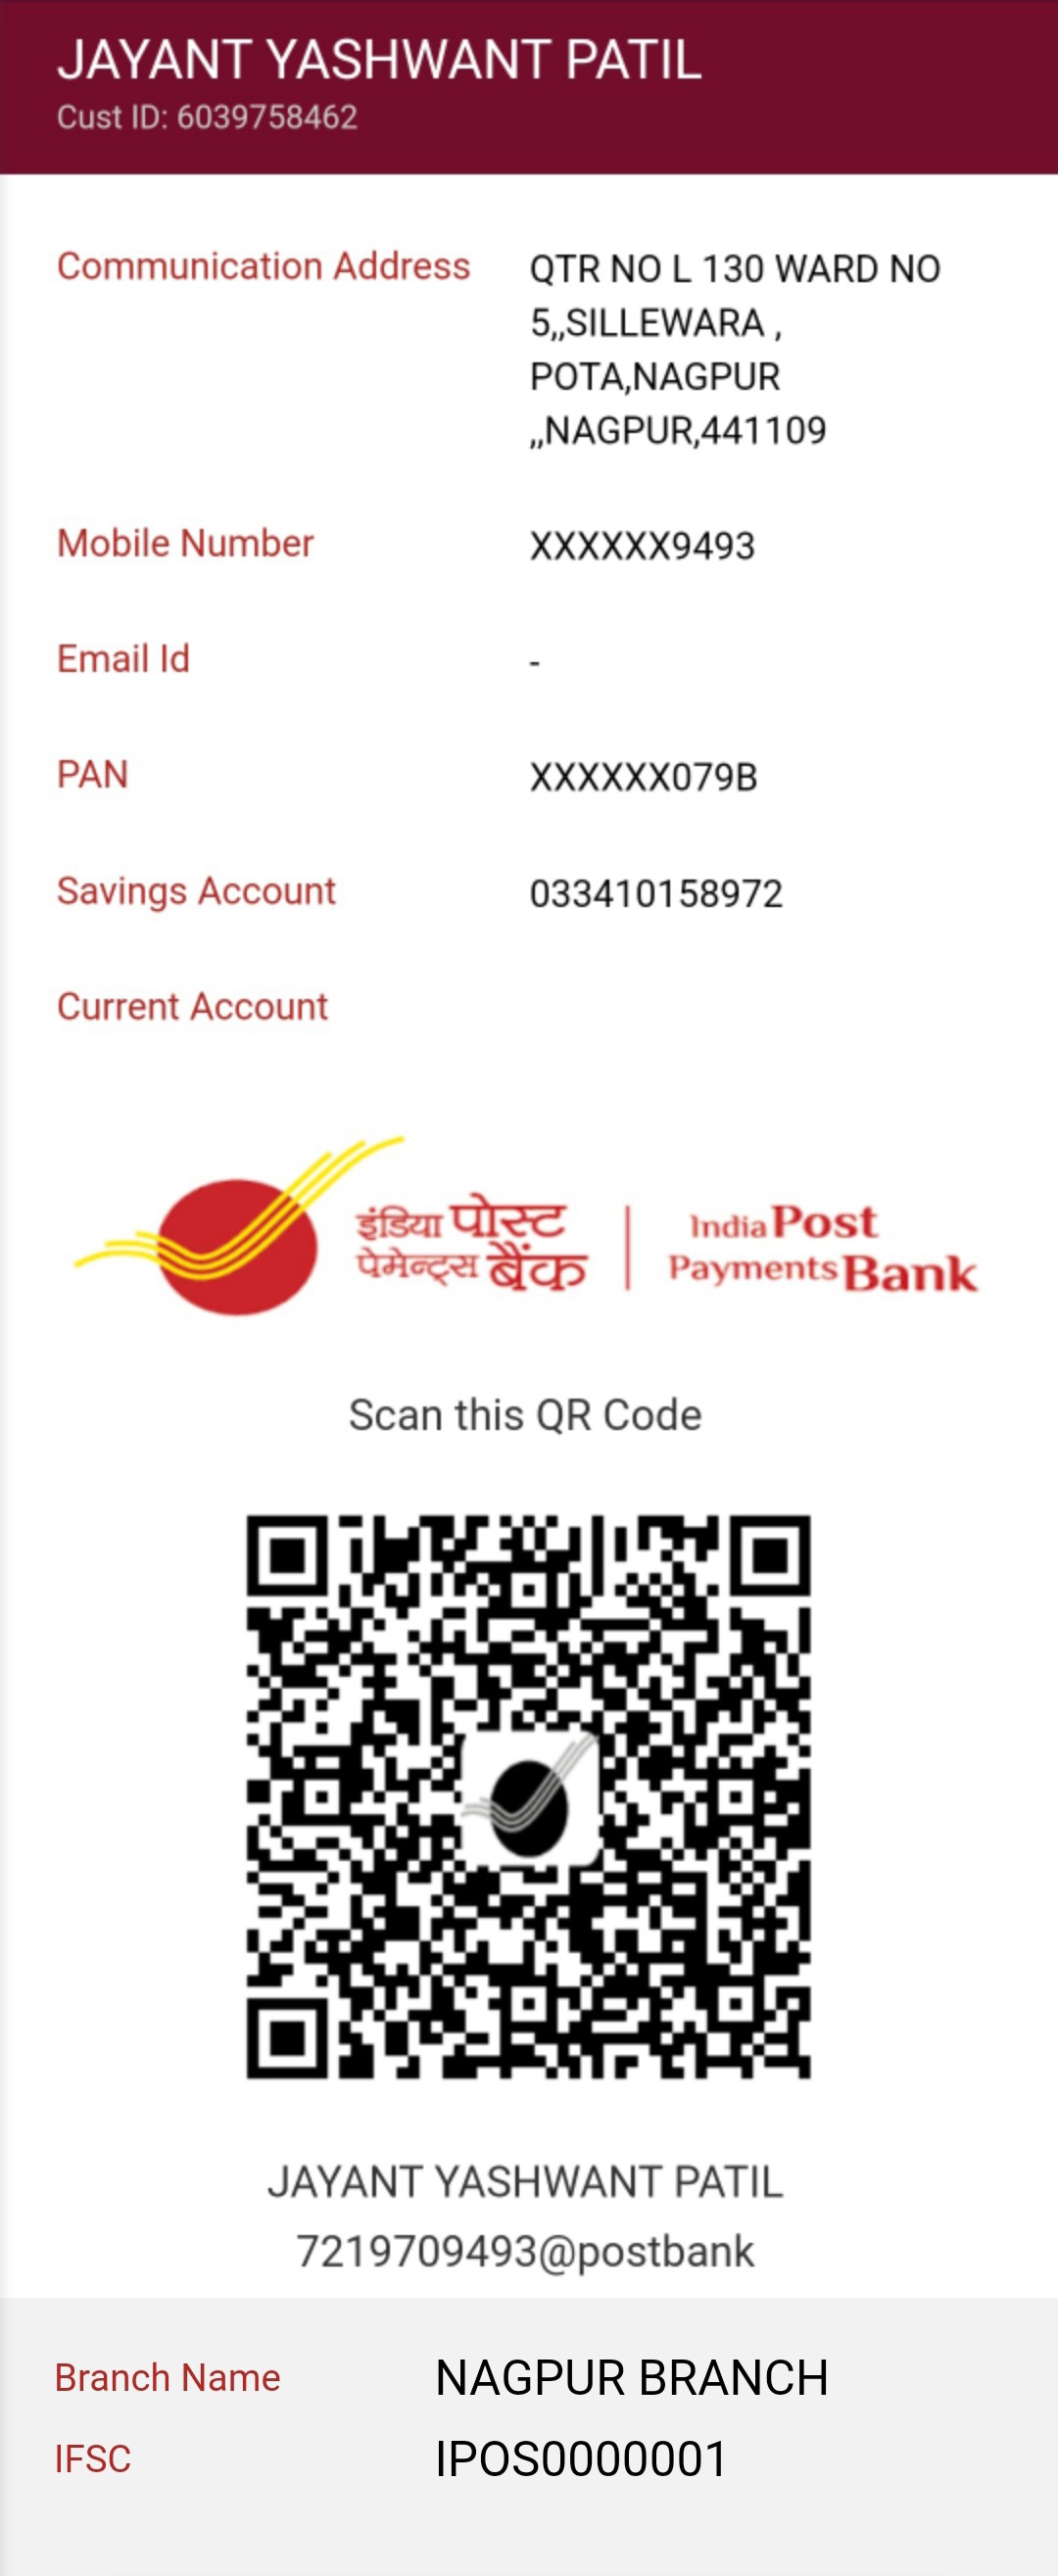 JAYANT YASHWANT PATIL
Cust ID: 6039758462
Communication Address
QTR NO L 130 WARD NO
5,,SILLEWARA ,
POTA,NAGPUR
,,NAGPUR,441109
Mobile Number
XXXXXX9493
Email Id
-
PAN
XXXXXX079B
Savings Account
033410158972
Current Account
इंडिया पोस्ट
पेमेन्ट्स बैंक
India Post
Payments Bank
Scan this QR Code
JAYANT YASHWANT PATIL
7219709493@postbank
Branch Name
NAGPUR BRANCH
IFSC
IPOS0000001